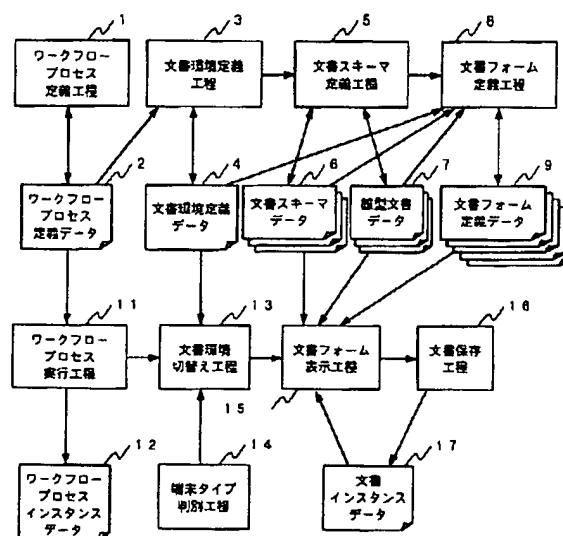 1
3
5
8
ワークフロー
プロセス
定義工程
文書環境定義
工程
文書スキーマ
定義工程
文書フォーム
定義工程
2
4
6
7
9
ワークフロー
プロセス
定義データ
文書環境定義
データ
文書スキーマ
データ
雛型文書
データ
文書フォーム
定義データ
11
13
16
ワークフロー
プロセス
実行工程
文書環境
切替え工程
文書フォーム
表示工程
文書保存
工程
15
12
14
17
ワークフロー
プロセス
インスタンス
データ
端末タイプ
判別工程
文書
インスタンス
データ